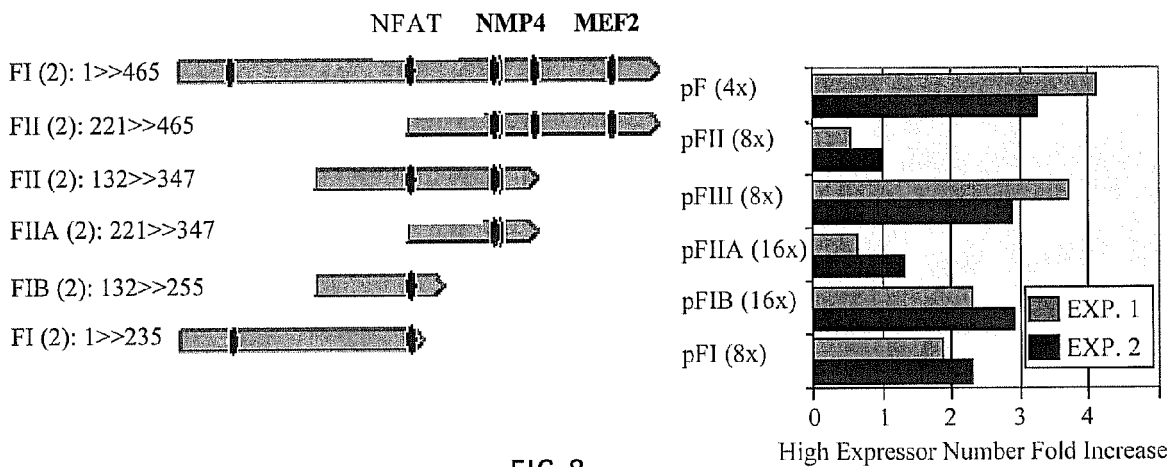 NFAT NMP4 MEF2
FI (2): 1>>465
FII (2): 221>>465
FII (2): 132>>347
FIIA (2): 221>>347
FIB (2): 132>>255
FI (2): 1>>235
pF (4x)
pFII (8x)
pFIII (8x)
pFIIA (16x)
pFIB (16x)
pFI (8x)
EXP. 1
EXP. 2
0 1 2 3 4
High Expressor Number Fold Increase
FIG. 8